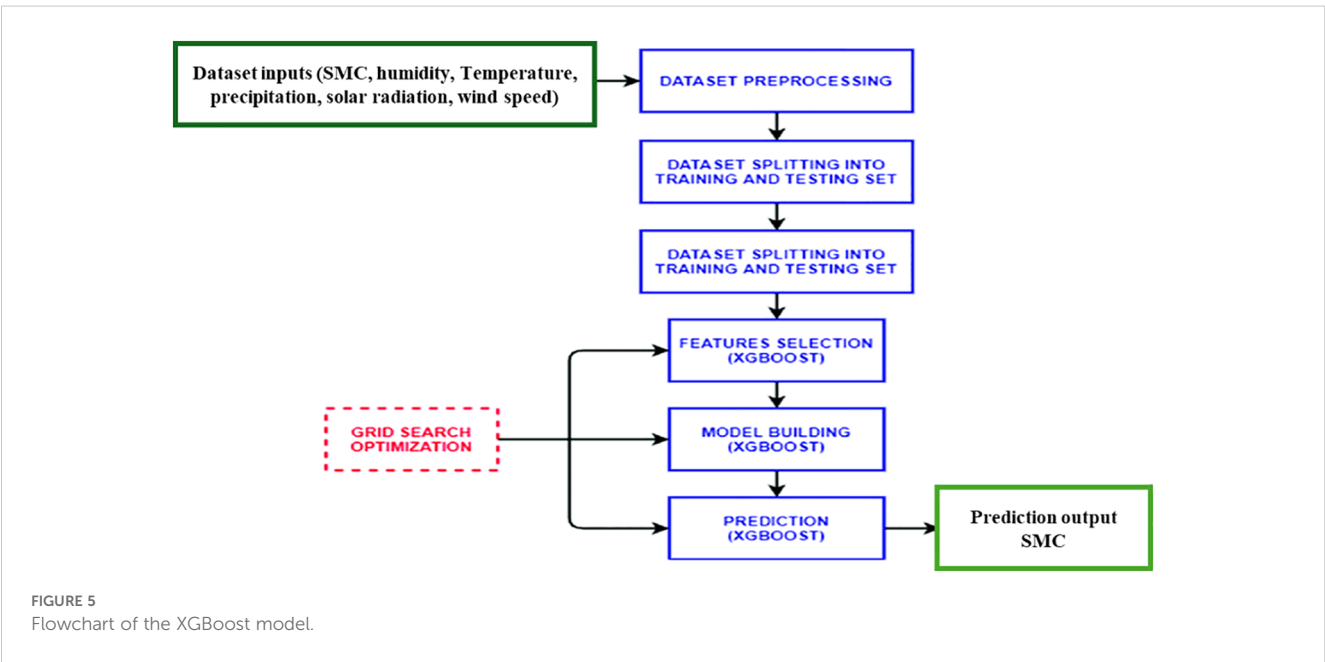 Dataset inputs (SMC, humidity, Temperature,
precipitation, solar radiation, wind speed)
DATASET PREPROCESSING
DATASET SPLITTING INTO
TRAINING AND TESTING SET
DATASET SPLITTING INTO
TRAINING AND TESTING SET
FEATURES SELECTION
(XGBOOST)
GRID SEARCH
OPTIMIZATION
MODEL BUILDING
(XGBOOST)
PREDICTION
(XGBOOST)
Prediction output
SMC
FIGURE 5
Flowchart of the XGBoost model.